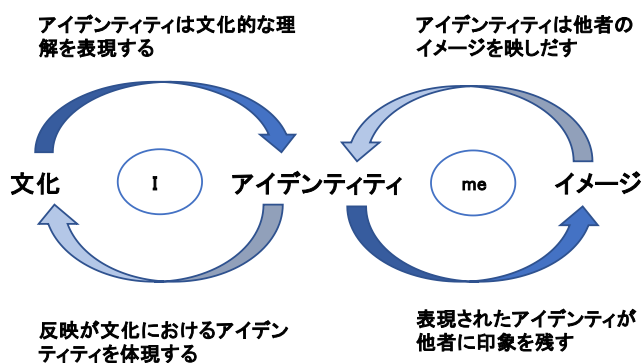 アイデンティティは文化的な理
解を表現する
アイデンティティは他者の
イメージを映しだす
文化
I
アイデンティティ
me
イメージ
反映が文化におけるアイデン
ティティを体現する
表現されたアイデンティが
他者に印象を残す